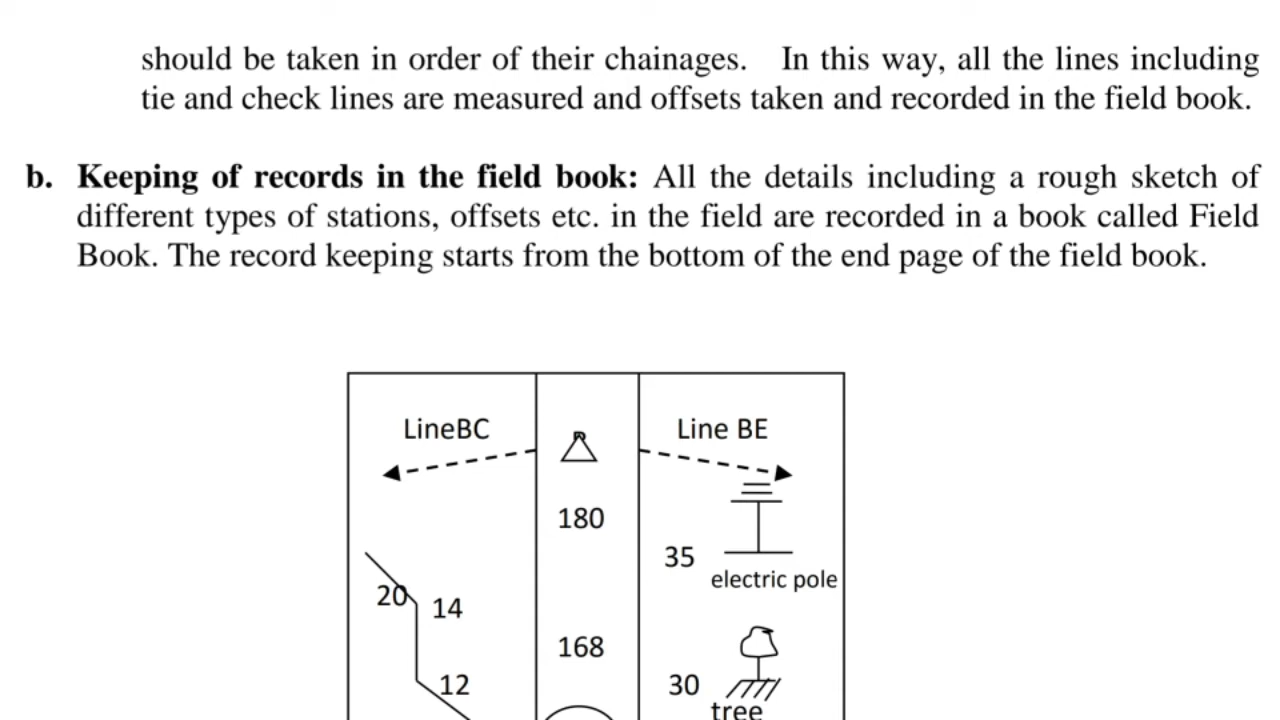 should be taken in order of their chainages. In this way, all the lines including
tie and check lines are measured and offsets taken and recorded in the field book.
b. Keeping of records in the field book: All the details including a rough sketch of
different types of stations, offsets etc. in the field are recorded in a book called Field
Book. The record keeping starts from the bottom of the end page of the field book.
LineBC
Line BE
180
35
electric pole
20
14
168
12
30
tree